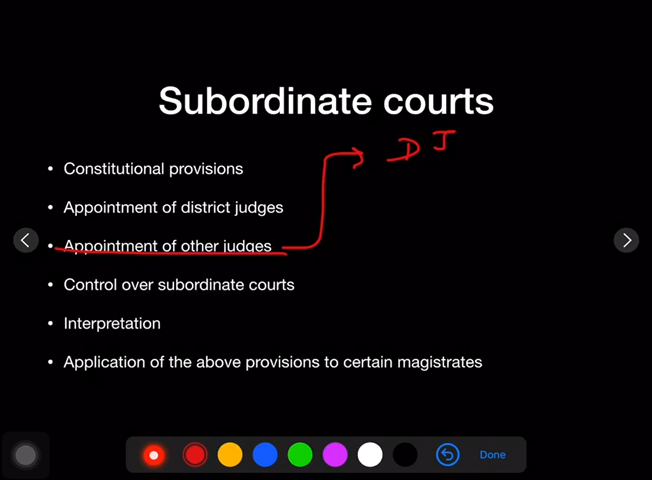 Subordinate courts
D J
• Constitutional provisions
• Appointment of district judges
• Appointment of other judges
• Control over subordinate courts
• Interpretation
• Application of the above provisions to certain magistrates
Done